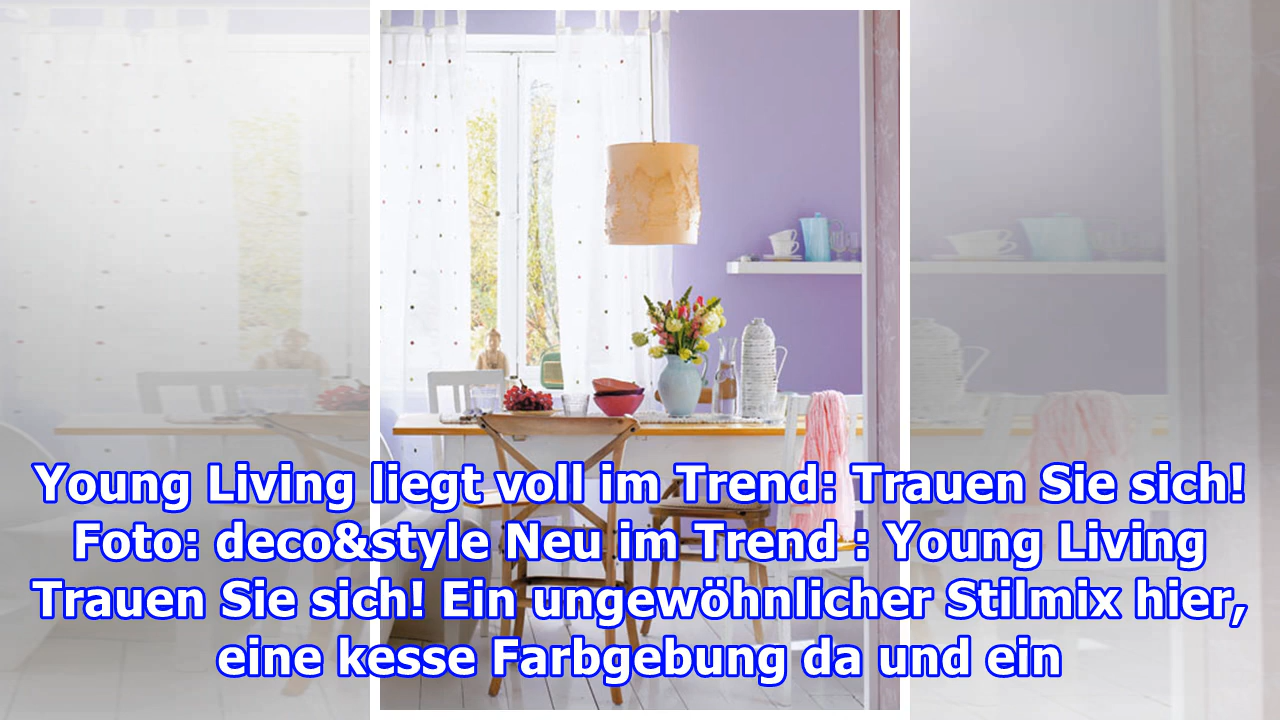 Young Living liegt voll im Trend: Trauen Sie sich!
Foto: deco&style Neu im Trend : Young Living
Trauen Sie sich! Ein ungewöhnlicher Stilmix hier,
eine kesse Farbgebung da und ein